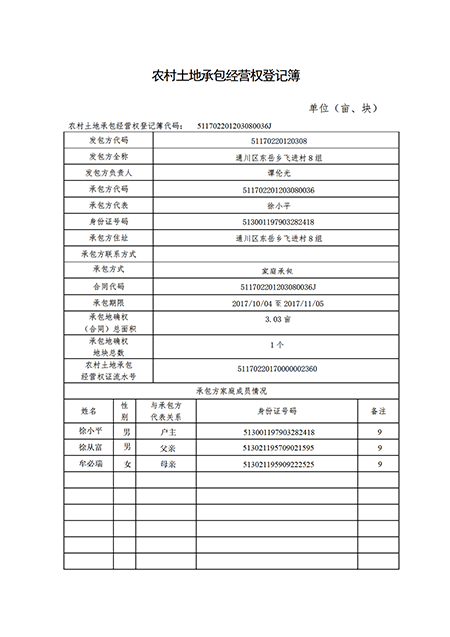 农村土地承包经营权登记簿
单位（亩、块）
农村土地承包经营权登记簿代码： 511702201203080036J
发包方代码 51170220120308
发包方全称 通川区东岳乡飞进村8组
发包方负责人 谭伦光
承包方代码 511702201203080036
承包方代表 徐小平
身份证号码 513001197903282418
承包方住址 通川区东岳乡飞进村8组
承包方联系方式
承包方式 家庭承包
合同代码 511702201203080036J
承包期限 2017/10/04 至 2017/11/05
承包地确权（合同）总面积 3.03 亩
承包地确权地块总数 1 个
农村土地承包经营权证流水号 51170220170000002360
承包方家庭成员情况
姓名 性别 与承包方代表关系 身份证号码 备注
徐小平 男 户主 513001197903282418 9
徐从富 男 父亲 513021195709021595 9
牟必瑞 女 母亲 513021195909222525 9